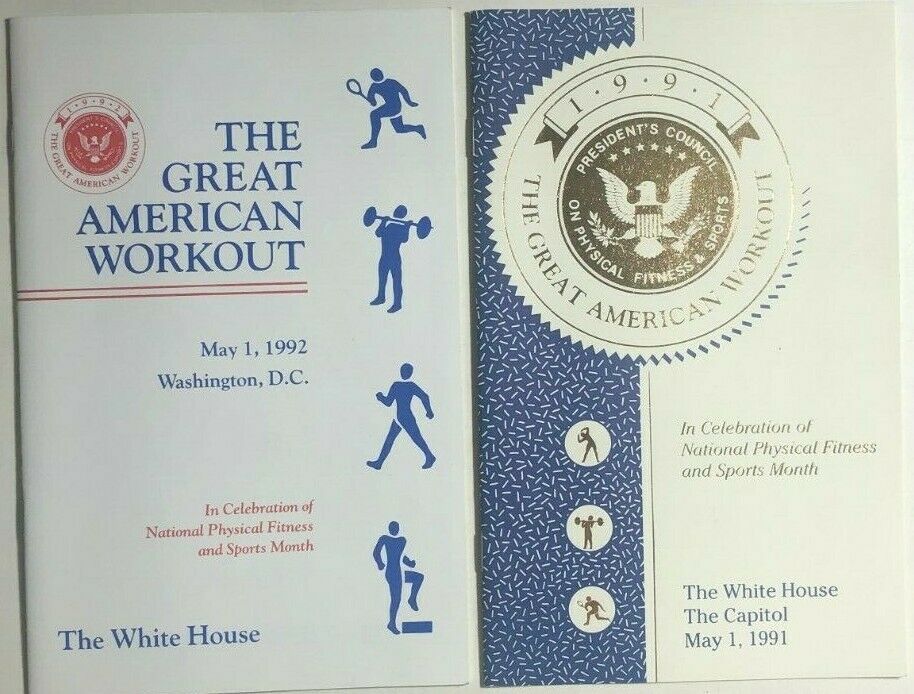 1·9·9·2
PRESIDENT'S COUNCIL
THE GREAT AMERICAN WORKOUT
THE
GREAT
AMERICAN
WORKOUT
May 1, 1992
Washington, D.C.
In Celebration of
National Physical Fitness
and Sports Month
The White House
1·9·9·1
PRESIDENT'S COUNCIL
ON PHYSICAL FITNESS & SPORTS
THE GREAT AMERICAN WORKOUT
In Celebration of
National Physical Fitness
and Sports Month
The White House
The Capitol
May 1, 1991